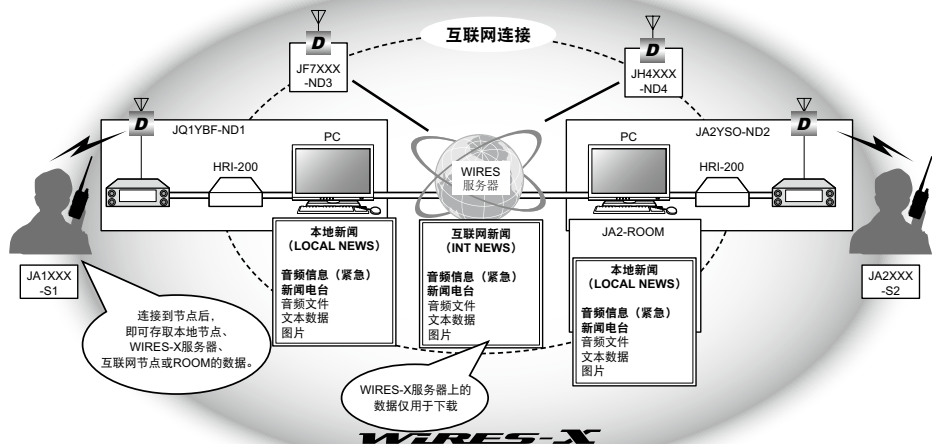 互联网连接
D
JF7XXX
-ND3
D
JH4XXX
-ND4
D
JQ1YBF-ND1
PC
HRI-200
WIRES
服务器
PC
JA2YSO-ND2
D
HRI-200
JA1XXX
-S1
JA2XXX
-S2
本地新闻
（LOCAL NEWS）
音频信息（紧急）
新闻电台
音频文件
文本数据
图片
互联网新闻
（INT NEWS）
音频信息（紧急）
新闻电台
音频文件
文本数据
图片
JA2-ROOM
本地新闻
（LOCAL NEWS）
音频信息（紧急）
新闻电台
音频文件
文本数据
图片
连接到节点后，
即可存取本地节点、
WIRES-X服务器、
互联网节点或ROOM的数据。
WIRES-X服务器上的
数据仅用于下载
WiRES-X